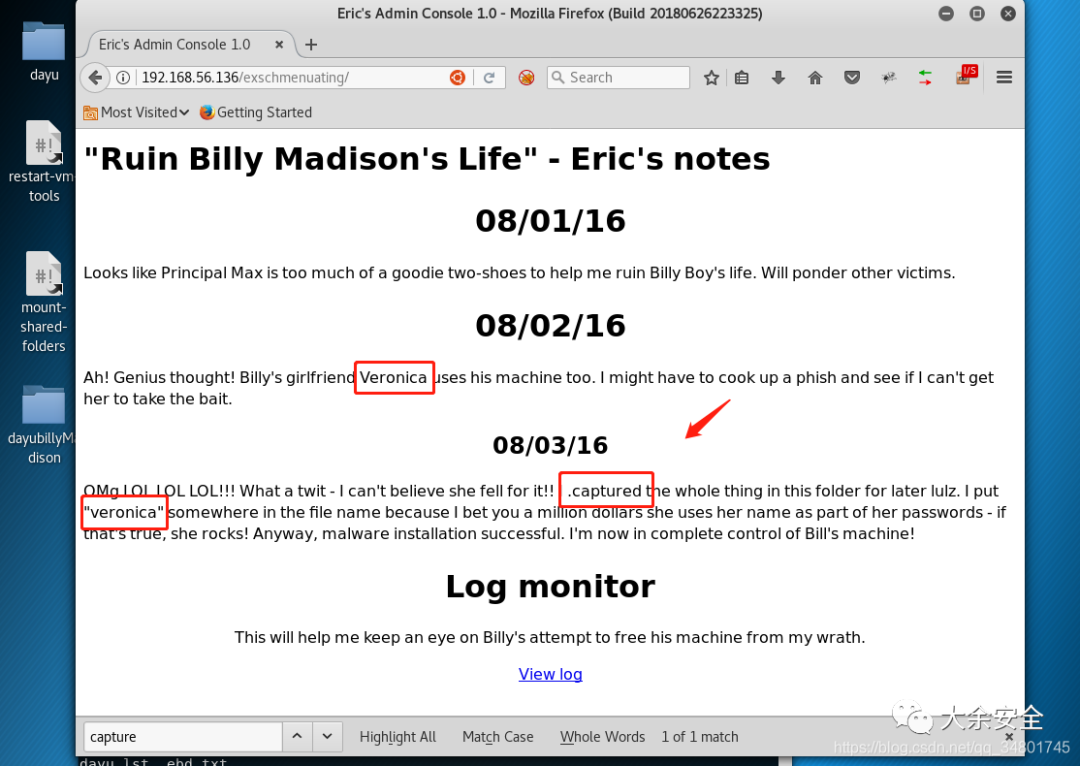 Eric's Admin Console 1.0 - Mozilla Firefox (Build 20180626223325)
dayu
restart-vm-
tools
mount-
shared-
folders
dayubillyMa
dison
Eric's Admin Console 1.0
192.168.56.136/exschmenuating/
Search
I/S
Most Visited
Getting Started
"Ruin Billy Madison's Life" - Eric's notes
08/01/16
Looks like Principal Max is too much of a goodie two-shoes to help me ruin Billy Boy's life. Will ponder other victims.
08/02/16
Ah! Genius thought! Billy's girlfriend Veronica uses his machine too. I might have to cook up a phish and see if I can't get
her to take the bait.
08/03/16
OMg LOL LOL LOL!!! What a twit - I can't believe she fell for it!! .captured the whole thing in this folder for later lulz. I put
"veronica" somewhere in the file name because I bet you a million dollars she uses her name as part of her passwords - if
that's true, she rocks! Anyway, malware installation successful. I'm now in complete control of Bill's machine!
Log monitor
This will help me keep an eye on Billy's attempt to free his machine from my wrath.
View log
capture
Highlight All
Match Case
Whole Words
1 of 1 match
大余安全
https://blog.csdn.net/qq_34801745
dayu.lst ebd.txt